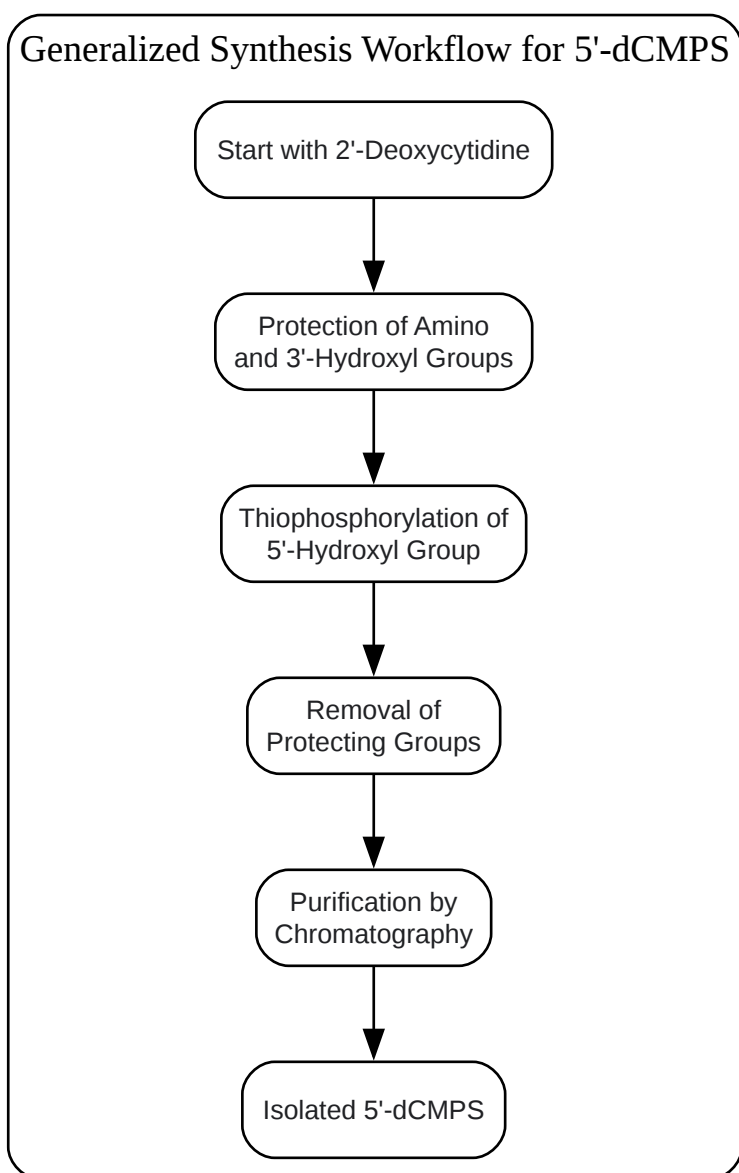 Generalized Synthesis Workflow for 5'-dCMPS
Start with 2'-Deoxycytidine
Protection of Amino
and 3'-Hydroxyl Groups
Thiophosphorylation of
5'-Hydroxyl Group
Removal of
Protecting Groups
Purification by
Chromatography
Isolated 5'-dCMPS